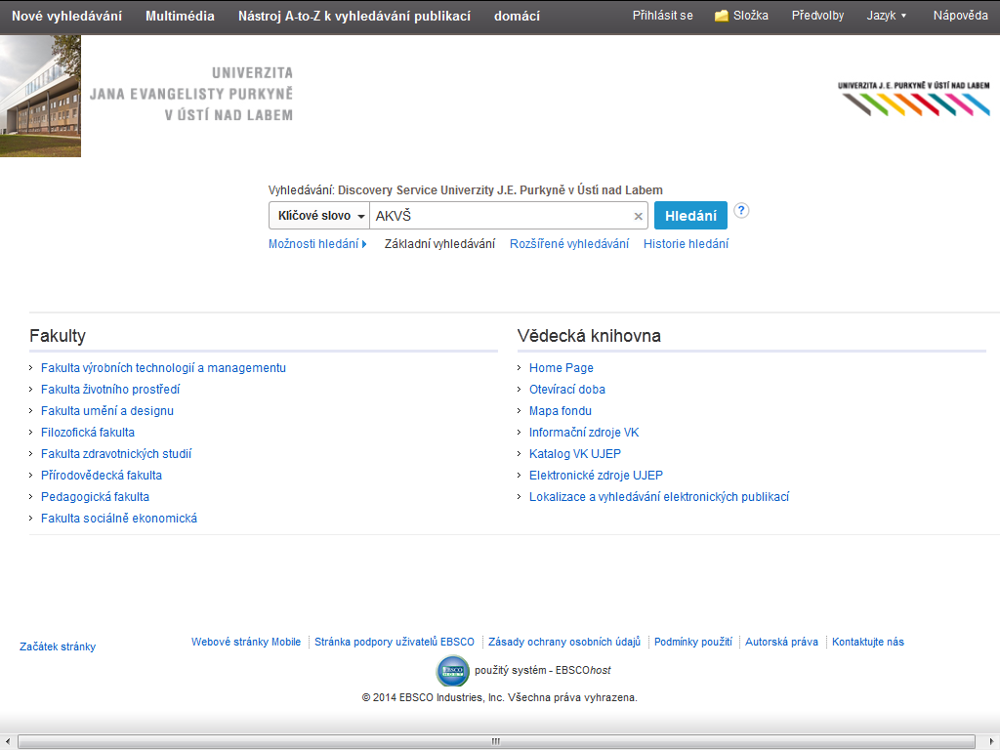 Nové vyhledávání Multimédia Nástroj A-to-Z k vyhledávání publikací domácí Přihlásit se Složka Předvolby Jazyk Nápověda
UNIVERZITA
JANA EVANGELISTY PURKYNĚ
V ÚSTÍ NAD LABEM
UNIVERZITA J. E. PURKYNĚ V ÚSTÍ NAD LABEM
Vyhledávání: Discovery Service Univerzity J.E. Purkyně v Ústí nad Labem
Klíčové slovo AKVŠ × Hledání ?
Možnosti hledání Základní vyhledávání Rozšířené vyhledávání Historie hledání
Fakulty
Fakulta výrobních technologií a managementu
Fakulta životního prostředí
Fakulta umění a designu
Filozofická fakulta
Fakulta zdravotnických studií
Přírodovědecká fakulta
Pedagogická fakulta
Fakulta sociálně ekonomická
Vědecká knihovna
Home Page
Otevírací doba
Mapa fondu
Informační zdroje VK
Katalog VK UJEP
Elektronické zdroje UJEP
Lokalizace a vyhledávání elektronických publikací
Začátek stránky
Webové stránky Mobile Stránka podpory uživatelů EBSCO Zásady ochrany osobních údajů Podmínky použití Autorská práva Kontaktujte nás
EBSCO
HOST
použitý systém - EBSCOhost
© 2014 EBSCO Industries, Inc. Všechna práva vyhrazena.